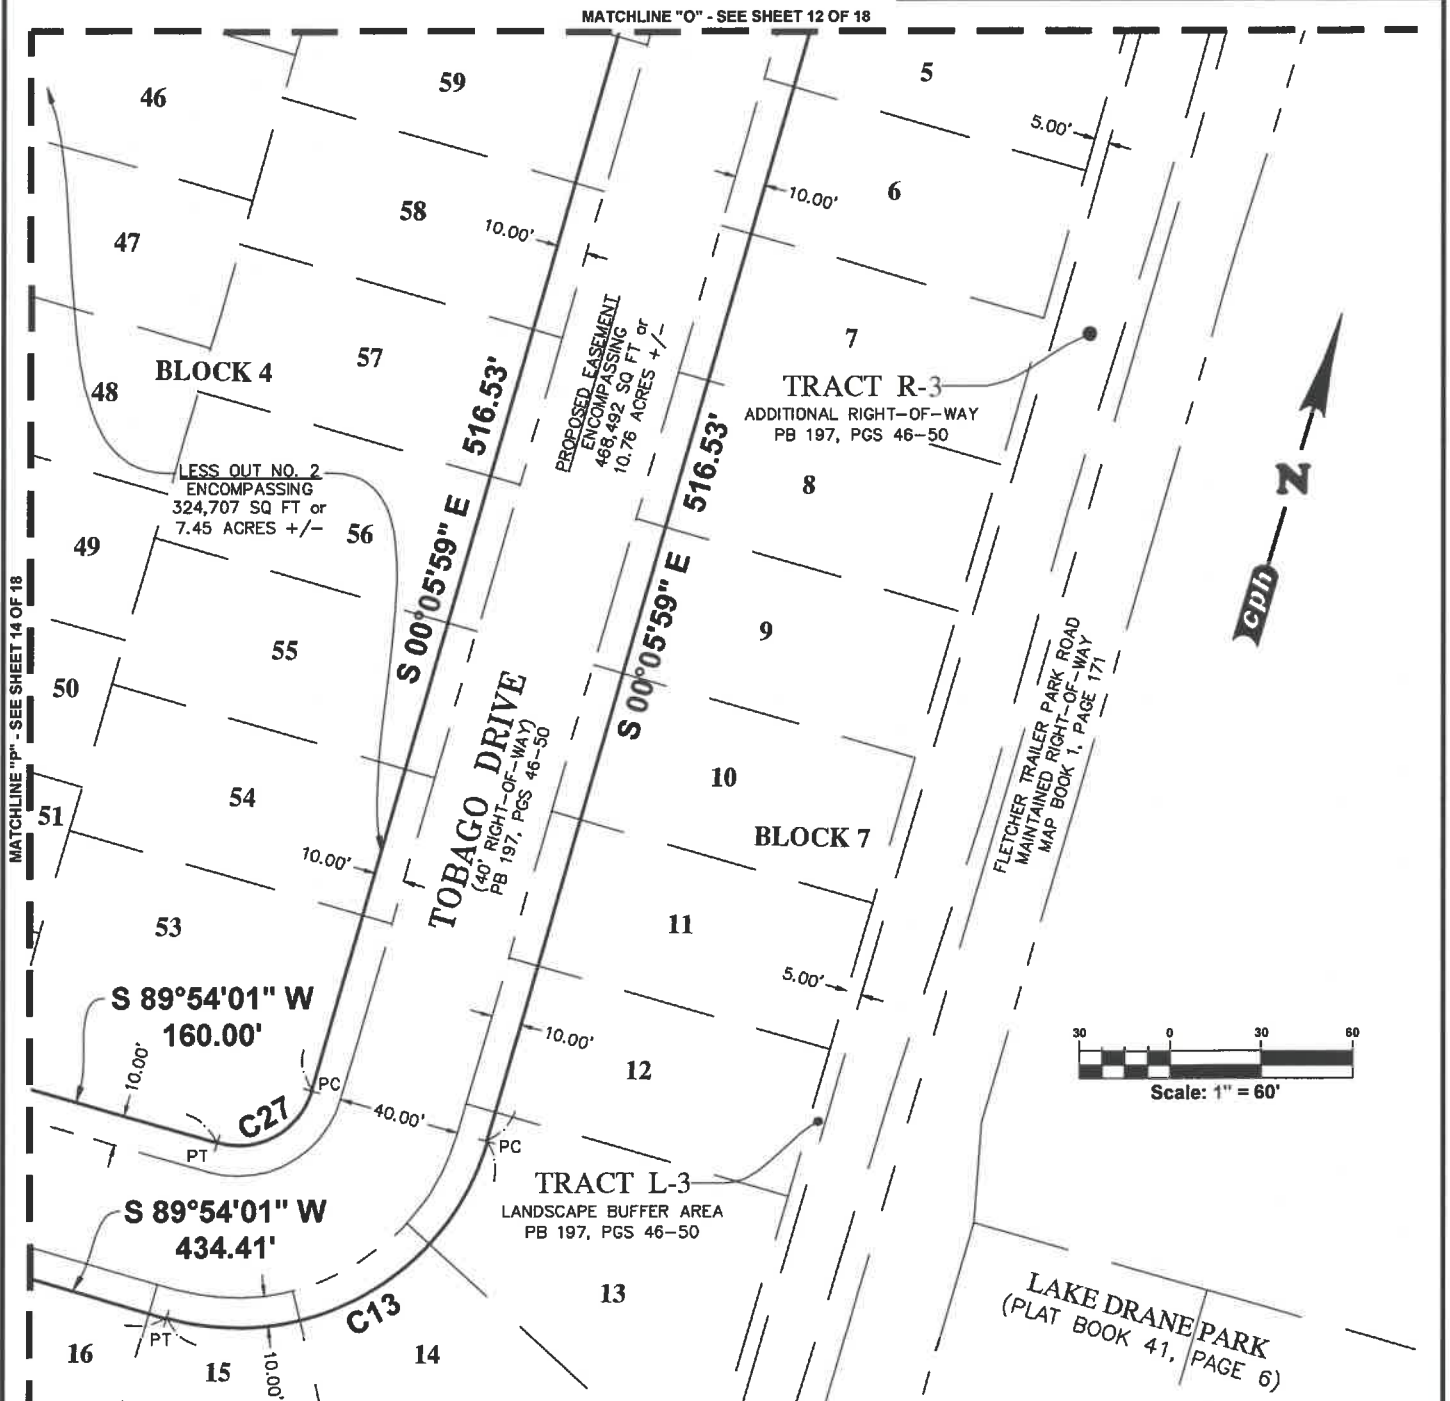 MATCHLINE "O" - SEE SHEET 12 OF 18
MATCHLINE "P" - SEE SHEET 14 OF 18
46
59
5
5.00'
47
58
10.00'
10.00'
6
48
BLOCK 4
57
516.53'
PROPOSED EASEMENT
ENCOMPASSING
468,492 SQ FT or
10.76 ACRES +/-
7
TRACT R-3
ADDITIONAL RIGHT-OF-WAY
PB 197, PGS 46-50
LESS OUT NO. 2
ENCOMPASSING
324,707 SQ FT or
7.45 ACRES +/-
49
56
S 00°05'59" E
516.53'
8
N
cph
50
55
S 00°05'59" E
9
FLETCHER TRAILER PARK ROAD
MAINTAINED RIGHT-OF-WAY
MAP BOOK 1, PAGE 171
51
54
TOBAGO DRIVE
(40' RIGHT-OF-WAY)
PB 197, PGS 46-50
10
BLOCK 7
10.00'
53
11
5.00'
S 89°54'01" W
160.00'
10.00'
10.00'
12
30 0 30 60
Scale: 1" = 60'
PC
C27
PT
40.00'
PC
TRACT L-3
LANDSCAPE BUFFER AREA
PB 197, PGS 46-50
S 89°54'01" W
434.41'
13
LAKE DRANE PARK
(PLAT BOOK 41, PAGE 6)
C13
PT
16
15
10.00'
14